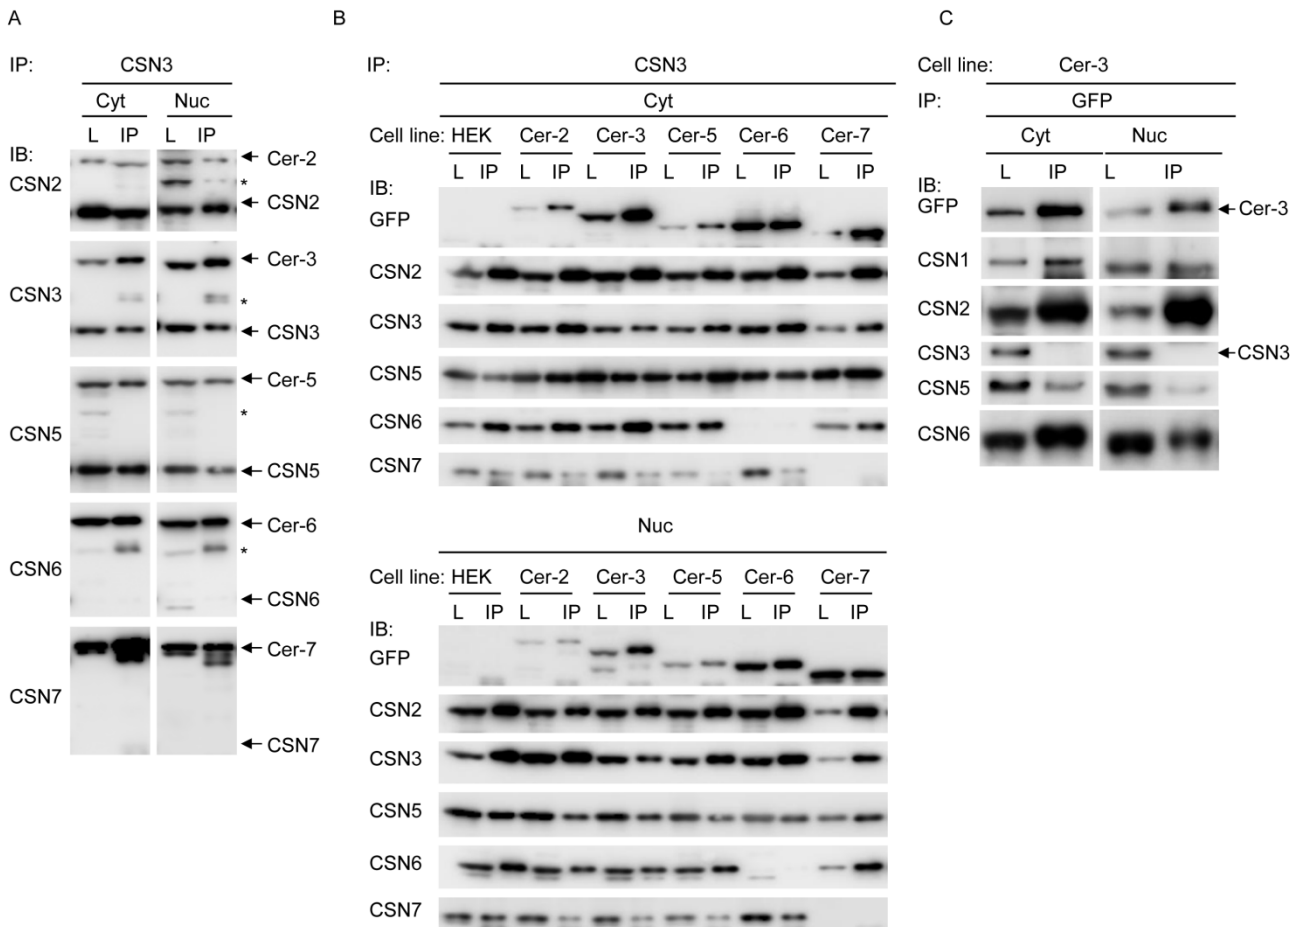 A
IP: CSN3
Cyt Nuc
L IP L IP
IB:
CSN2
Cer-2
*
CSN2
CSN3
Cer-3
*
CSN3
CSN5
Cer-5
*
CSN5
CSN6
Cer-6
*
CSN6
CSN7
Cer-7
CSN7
B
IP: CSN3
Cyt
Cell line: HEK Cer-2 Cer-3 Cer-5 Cer-6 Cer-7
L IP L IP L IP L IP L IP L IP
IB:
GFP
CSN2
CSN3
CSN5
CSN6
CSN7
Nuc
Cell line: HEK Cer-2 Cer-3 Cer-5 Cer-6 Cer-7
L IP L IP L IP L IP L IP L IP
IB:
GFP
CSN2
CSN3
CSN5
CSN6
CSN7
C
Cell line: Cer-3
IP: GFP
Cyt Nuc
L IP L IP
IB:
GFP Cer-3
CSN1
CSN2
CSN3 CSN3
CSN5
CSN6